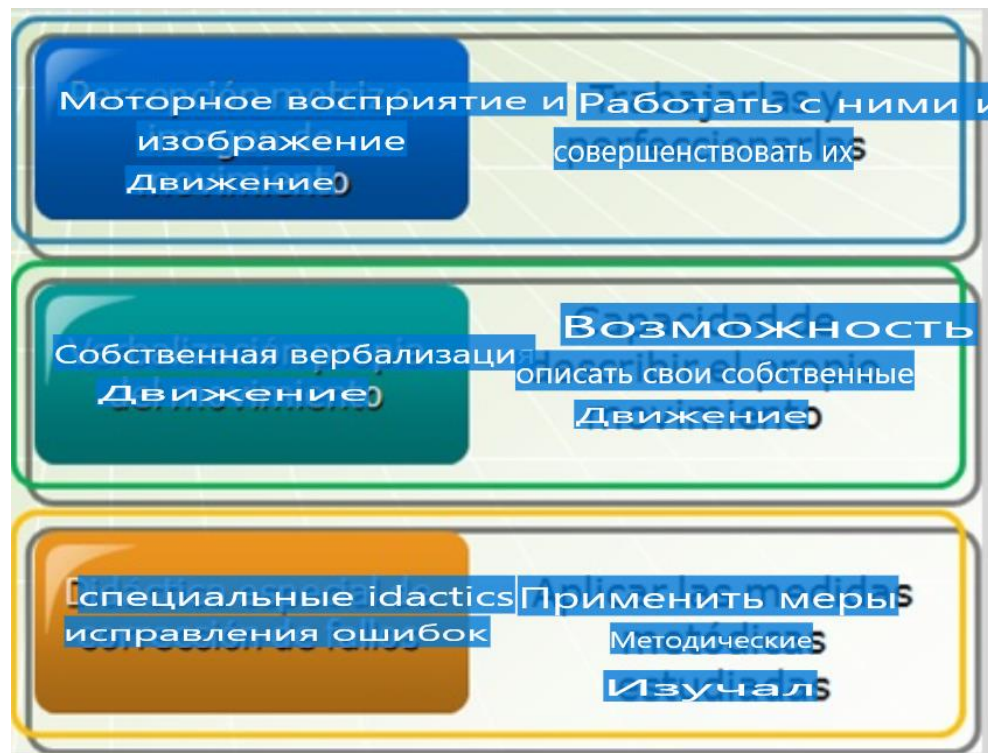 Моторное восприятие и
изображение
Движение
Работать с ними и
совершенствовать их
Собственная вербализация
Движение
Возможность
описать свои собственные
Движение
специальные idactics
исправления ошибок
Применить меры
Методические
Изучал